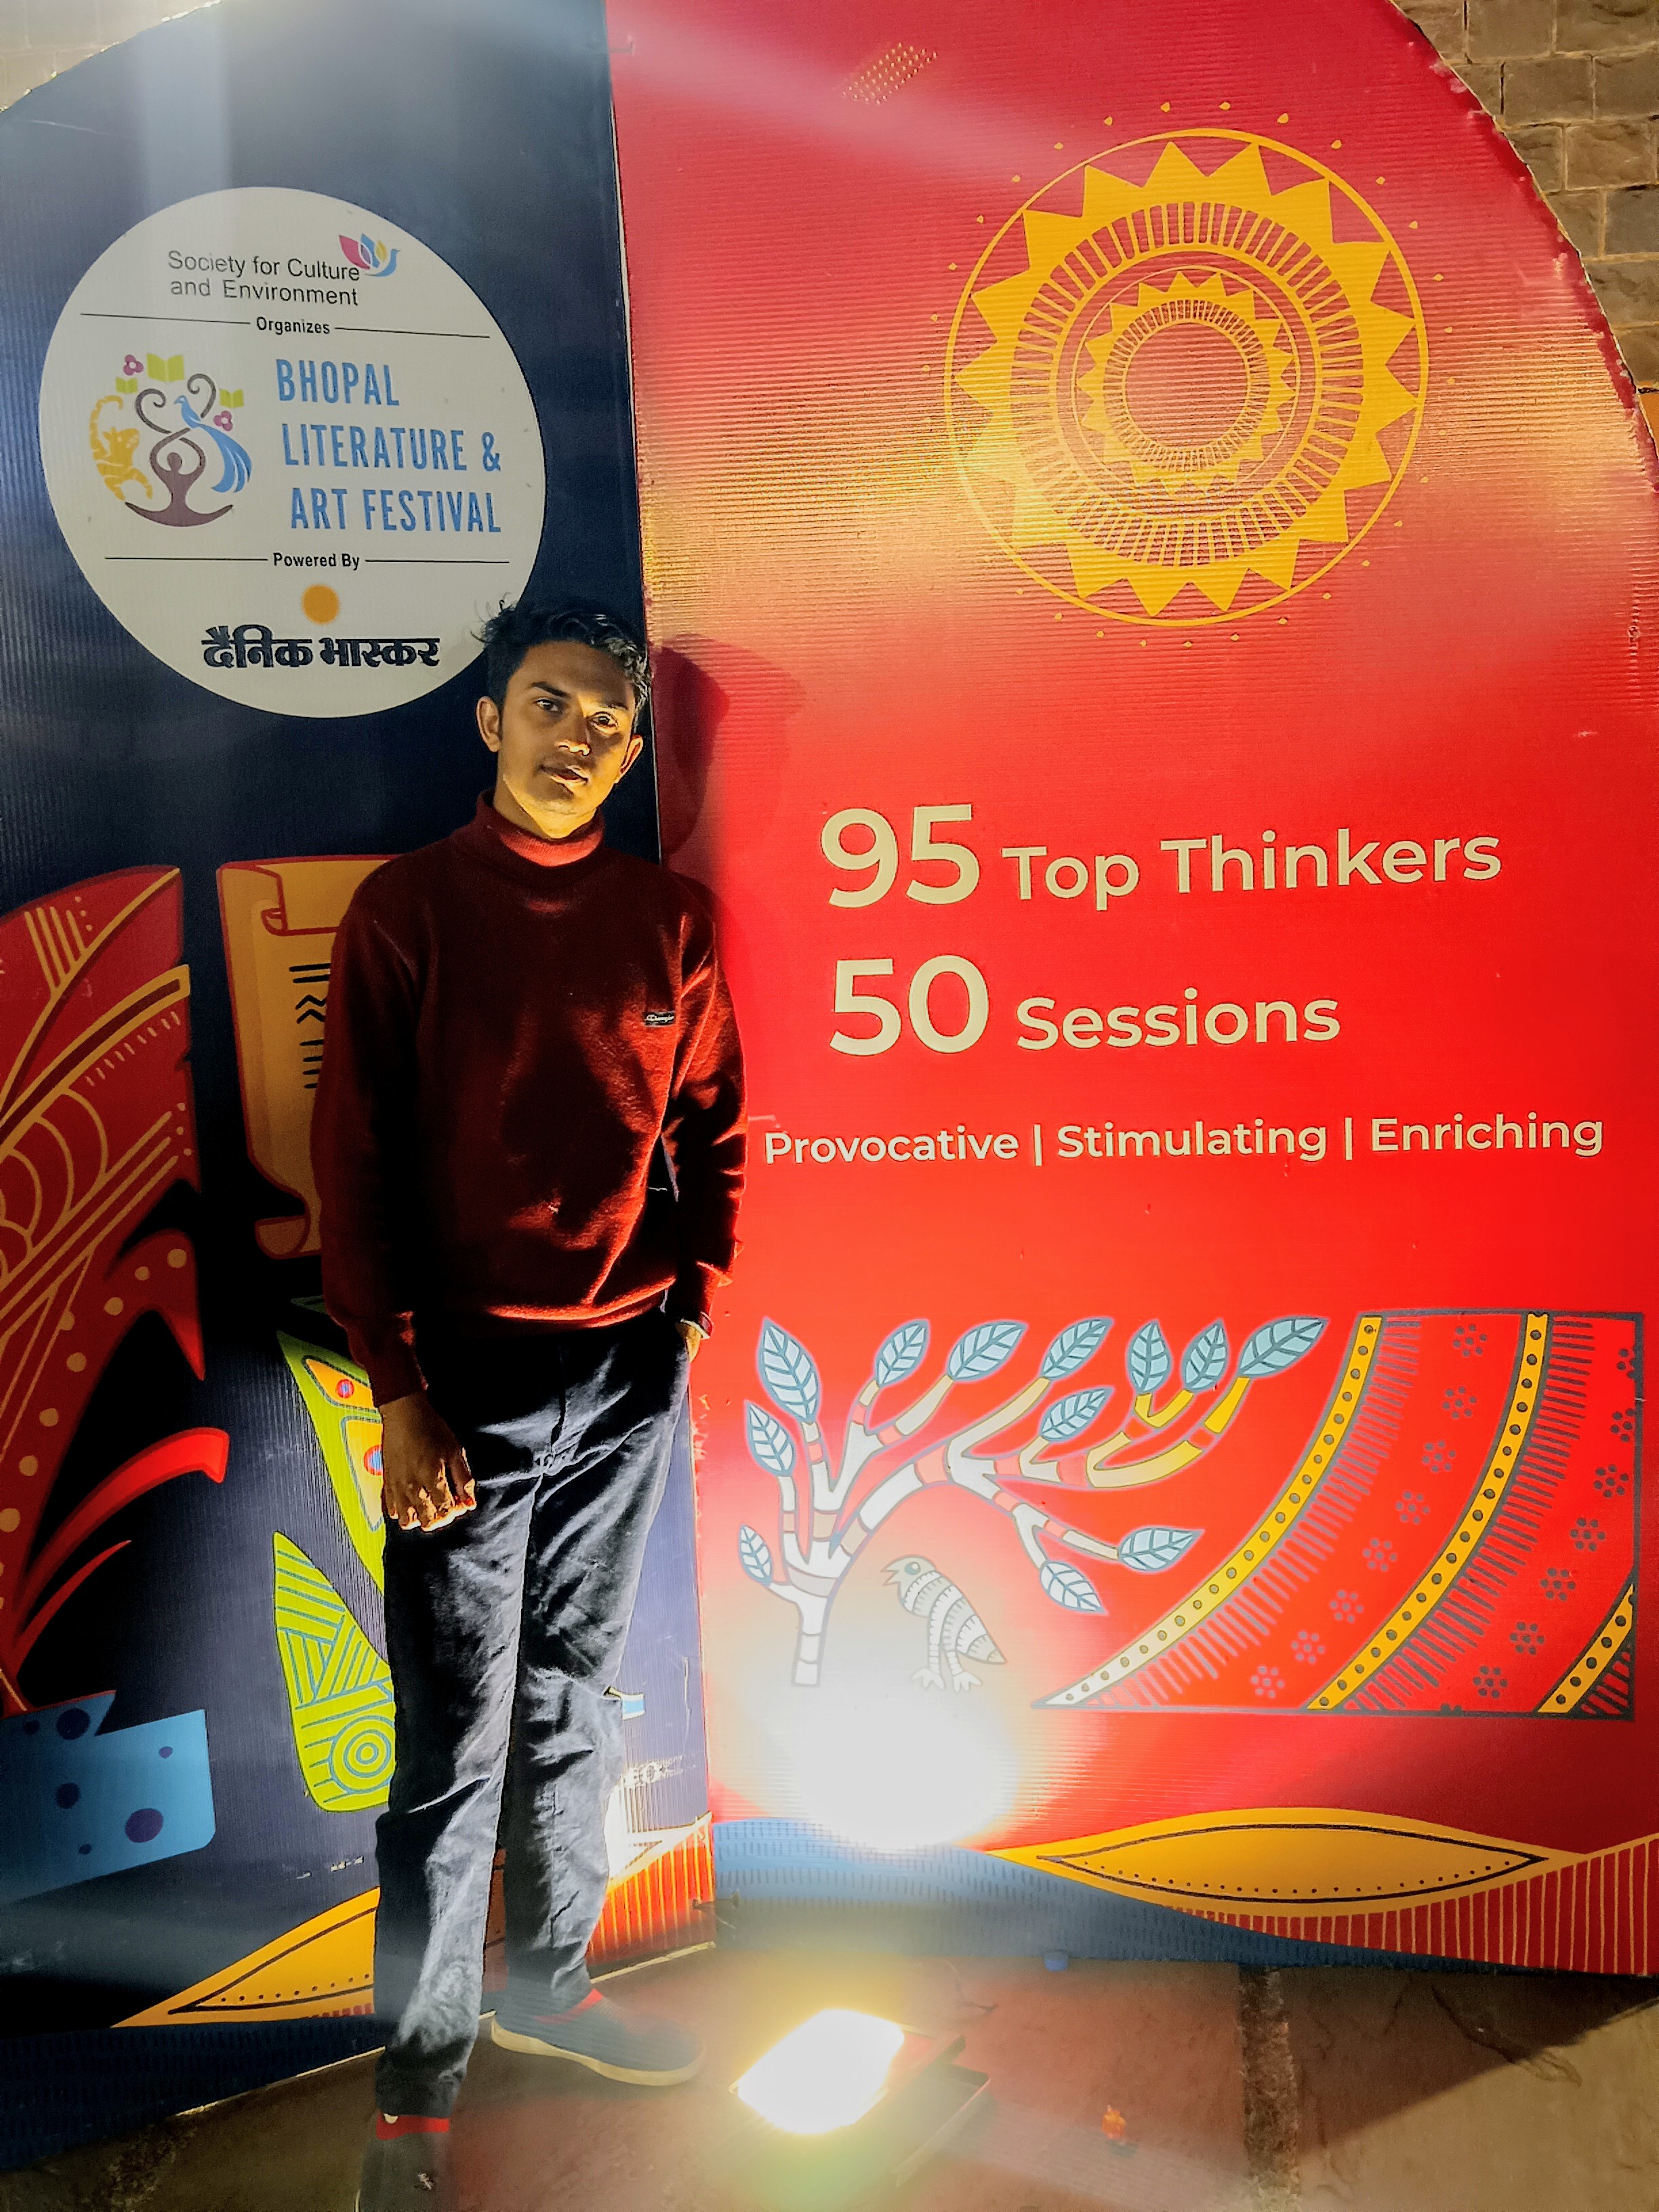 Society for Culture
and Environment
Organizes
BHOPAL
LITERATURE &
ART FESTIVAL
Powered By
दैनिक भास्कर
95 Top Thinkers
50 Sessions
Provocative | Stimulating | Enriching